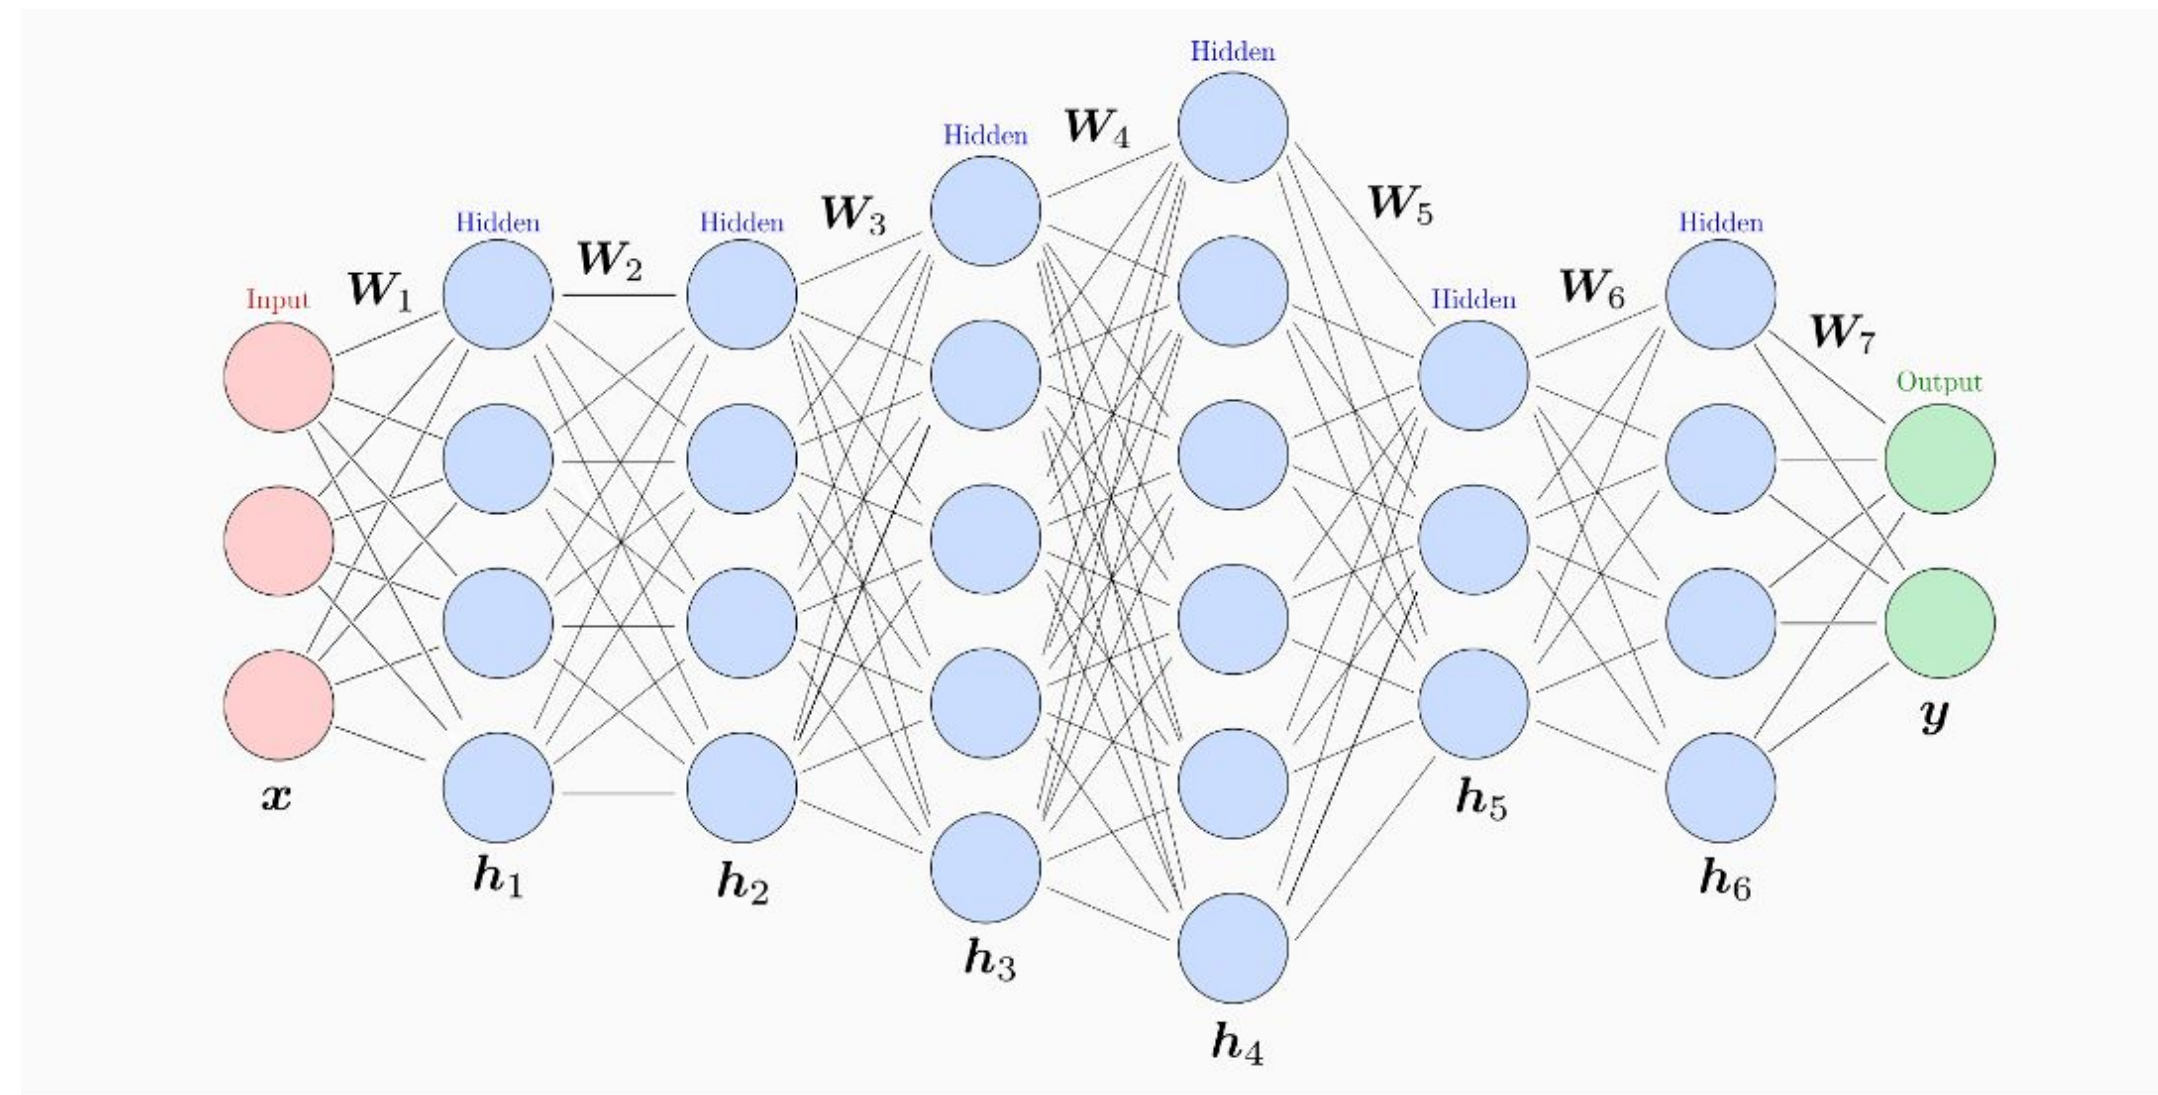 Input
W₁
Hidden
W₂
Hidden
W₃
Hidden
W₄
Hidden
W₅
Hidden
W₆
Hidden
W₇
Output
x
h₁
h₂
h₃
h₄
h₅
h₆
y